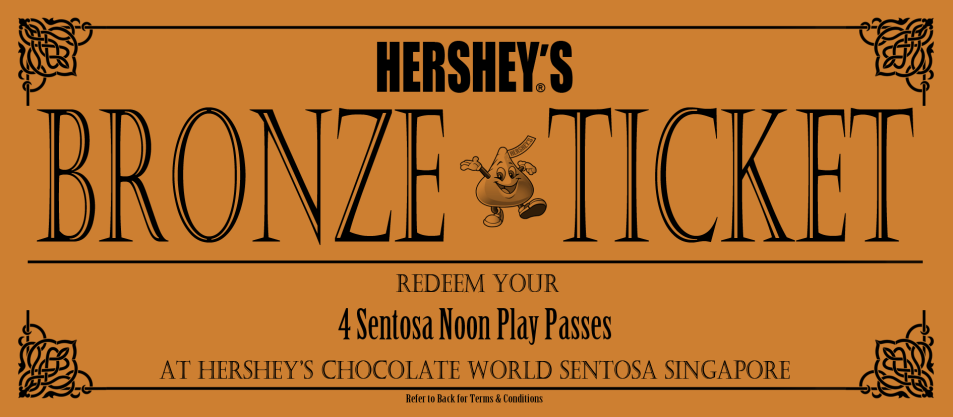 HERSHEY'S®
BRONZE TICKET
HERSHEY'S
REDEEM YOUR
4 Sentosa Noon Play Passes
AT HERSHEY'S CHOCOLATE WORLD SENTOSA SINGAPORE
Refer to Back for Terms & Conditions